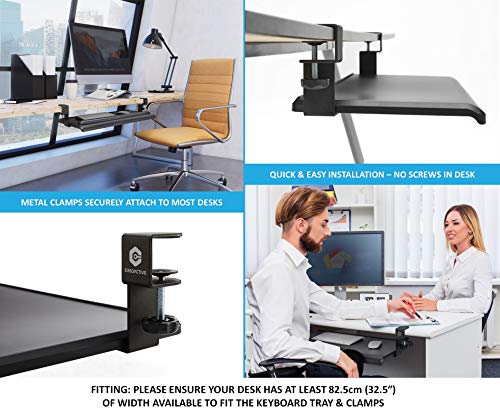 METAL CLAMPS SECURELY ATTACH TO MOST DESKS
QUICK & EASY INSTALLATION – NO SCREWS IN DESK
ERGOACTIVE
FITTING: PLEASE ENSURE YOUR DESK HAS AT LEAST 82.5cm (32.5”)
OF WIDTH AVAILABLE TO FIT THE KEYBOARD TRAY & CLAMPS